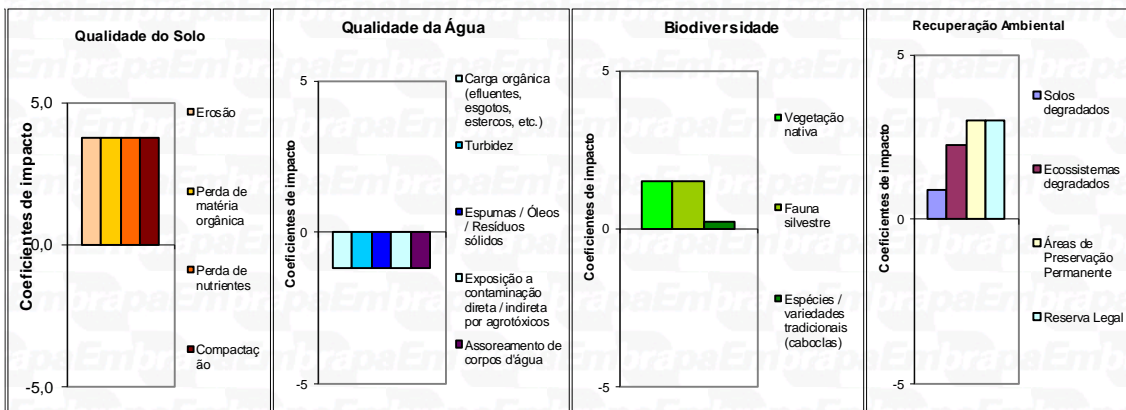 Qualidade do Solo
Coeficientes de impacto
5,0
0,0
-5,0
Erosão
Perda de
matéria
orgânica
Perda de
nutrientes
Compactaç
ão
Qualidade da Água
Coeficientes de impacto
5
0
-5
Carga orgânica
(efluentes,
esgotos,
estercos, etc.)
Turbidez
Espumas / Óleos
/ Resíduos
sólidos
Exposição a
contaminação
direta / indireta
por agrotóxicos
Assoreamento de
corpos d'água
Biodiversidade
Coeficientes de impacto
5
0
-5
Vegetação
nativa
Fauna
silvestre
Espécies /
variedades
tradicionais
(caboclas)
Recuperação Ambiental
Coeficientes de impacto
5
0
-5
Solos
degradados
Ecossistemas
degradados
Áreas de
Preservação
Permanente
Reserva Legal